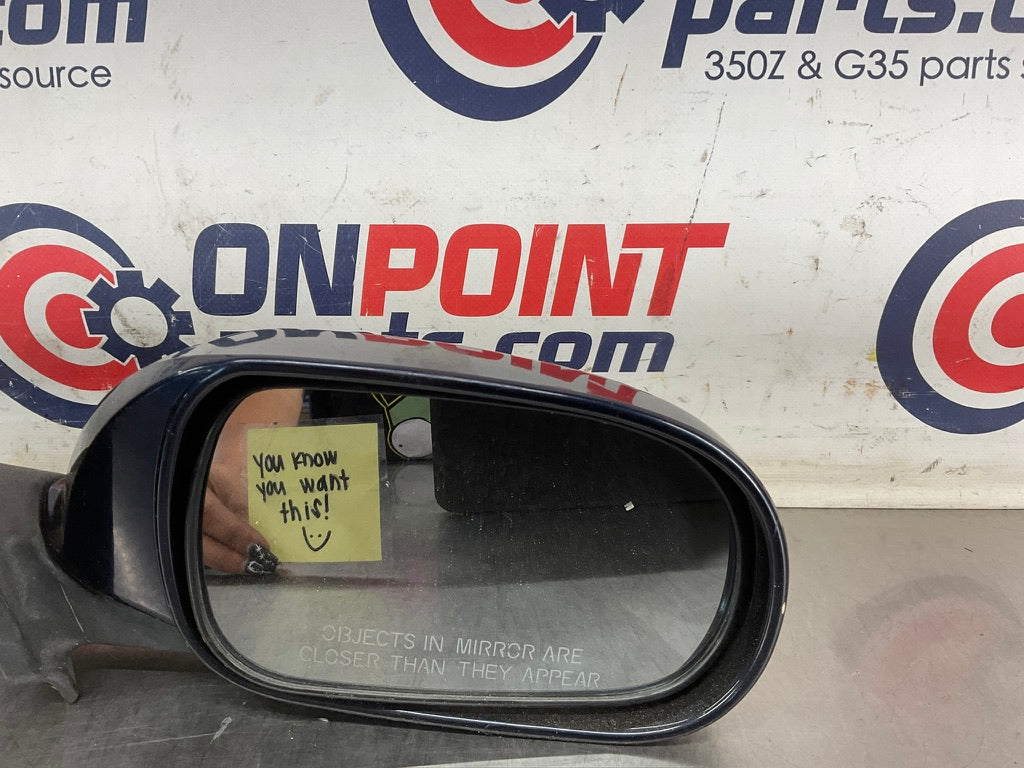 .com
source
parts.c
350Z & G35 parts s
ONPOINT
parts.com
you know
you want
this!
OBJECTS IN MIRROR ARE
CLOSER THAN THEY APPEAR